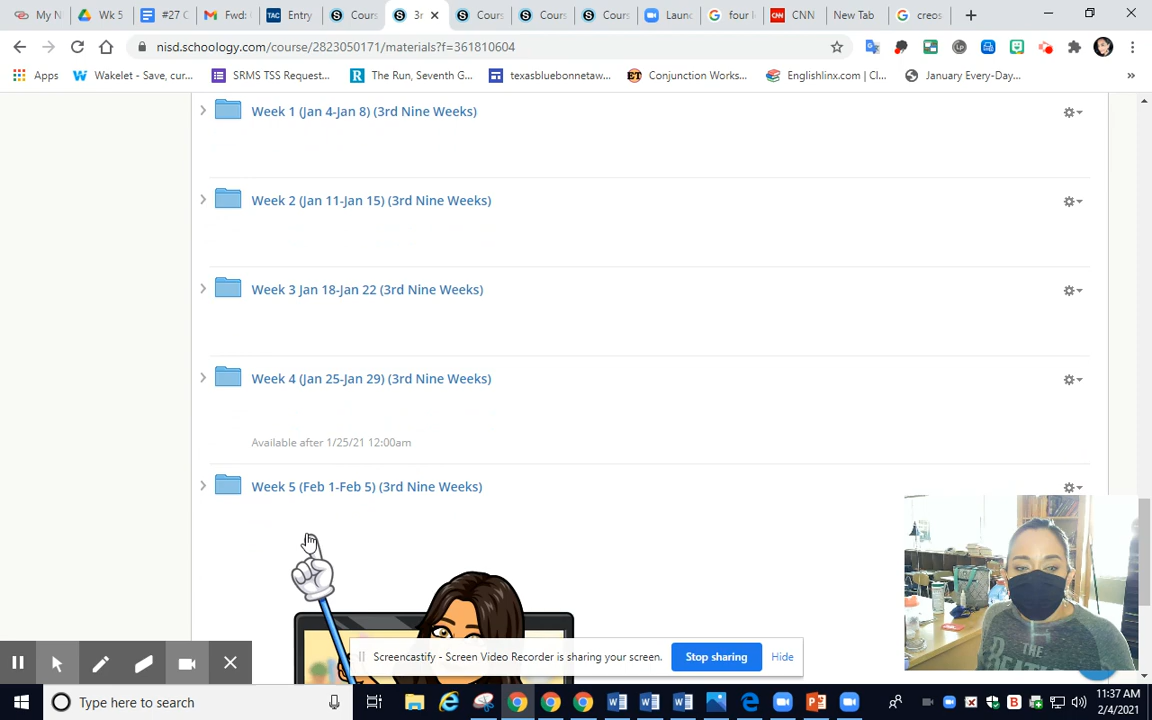 My N
Wk 5
#27 C
Fwd:
Entry
Cours
3r
Cours
Cours
Cours
Launc
four
CNN
New Tab
creos
nisd.schoology.com/course/2823050171/materials?f=361810604
Apps
Wakelet - Save, cur...
SRMS TSS Request...
The Run, Seventh G...
texasbluebonnetaw...
Conjunction Works...
Englishlinx.com | Cl...
January Every-Day...
»
Week 1 (Jan 4-Jan 8) (3rd Nine Weeks)
Week 2 (Jan 11-Jan 15) (3rd Nine Weeks)
Week 3 Jan 18-Jan 22 (3rd Nine Weeks)
Week 4 (Jan 25-Jan 29) (3rd Nine Weeks)
Available after 1/25/21 12:00am
Week 5 (Feb 1-Feb 5) (3rd Nine Weeks)
THE
Screencastify - Screen Video Recorder is sharing your screen.
Stop sharing
Hide
Type here to search
11:37 AM
2/4/2021